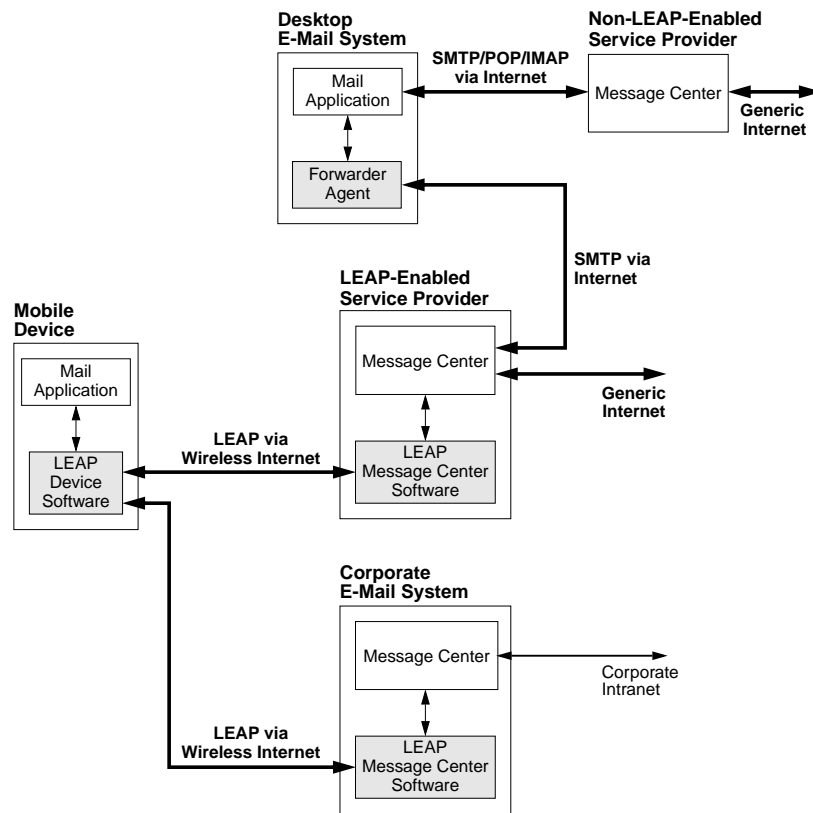 Desktop
E-Mail System
Non-LEAP-Enabled
Service Provider
SMTP/POP/IMAP
via Internet
Mail
Application
Message Center
Generic
Internet
Forwarder
Agent
SMTP via
Internet
LEAP-Enabled
Service Provider
Mobile
Device
Message Center
Mail
Application
Generic
Internet
LEAP via
Wireless Internet
LEAP
Device
Software
LEAP
Message Center
Software
Corporate
E-Mail System
Message Center
Corporate
Intranet
LEAP via
Wireless Internet
LEAP
Message Center
Software